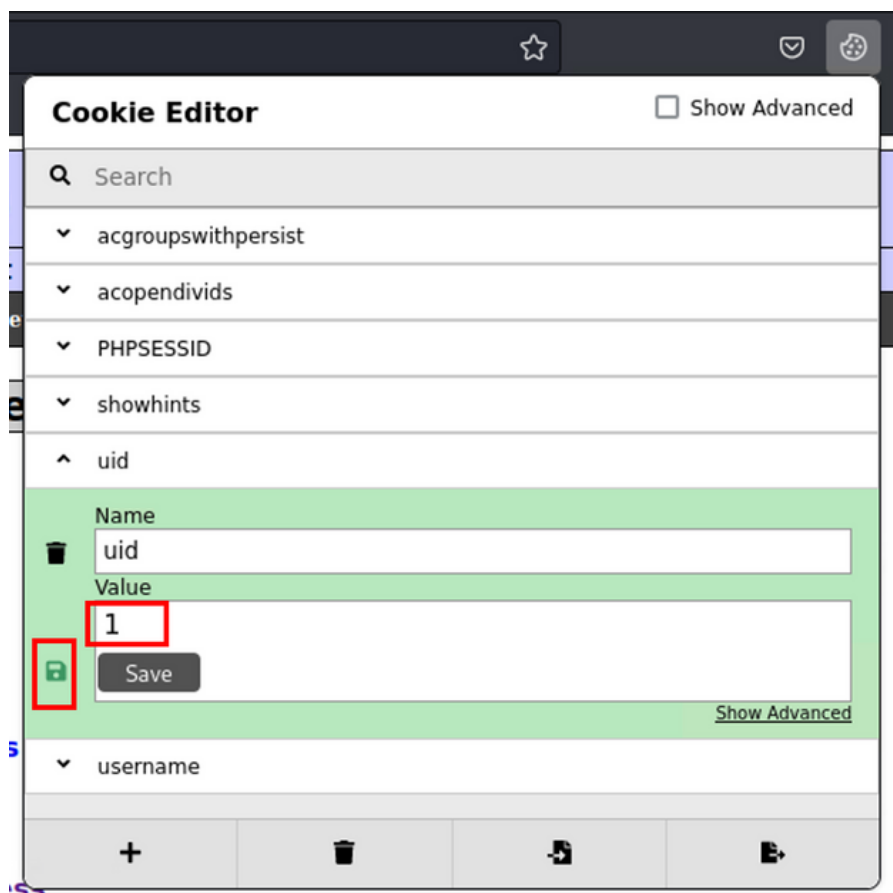 Cookie Editor
Show Advanced
Search
acgroupswithpersist
acopendivids
PHPSESSID
showhints
uid
Name
uid
Value
1
Save
Show Advanced
username